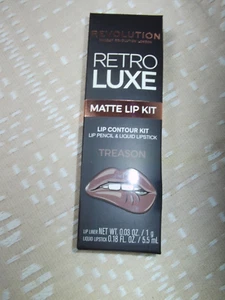 REVOLUTION
RETRO
LUXE
MATTE LIP KIT
LIP CONTOUR KIT
LIP PENCIL & LIQUID LIPSTICK
TREASON
LIP LINER NET WT. 0.03 OZ. / 1 g
LIQUID LIPSTICK 0.18 FL. OZ. / 5.5 mL